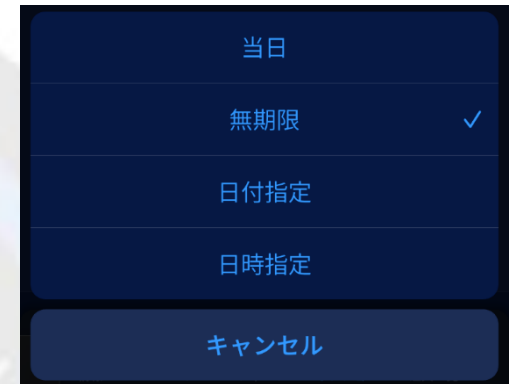 当日
無期限
日付指定
日時指定
キャンセル